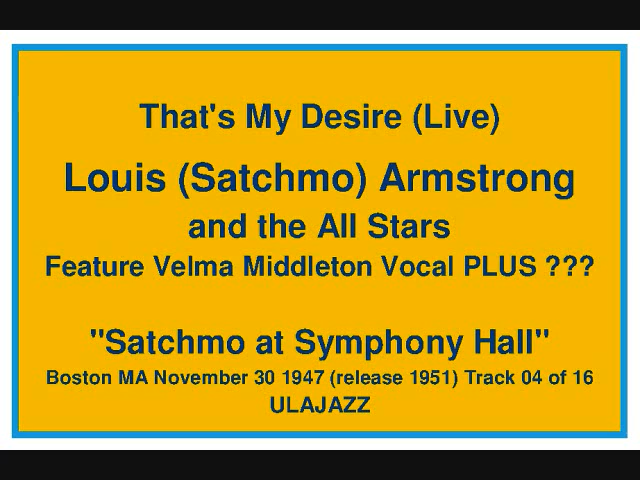 That's My Desire (Live)
Louis (Satchmo) Armstrong
and the All Stars
Feature Velma Middleton Vocal PLUS ???
"Satchmo at Symphony Hall"
Boston MA November 30 1947 (release 1951) Track 04 of 16
ULAJAZZ